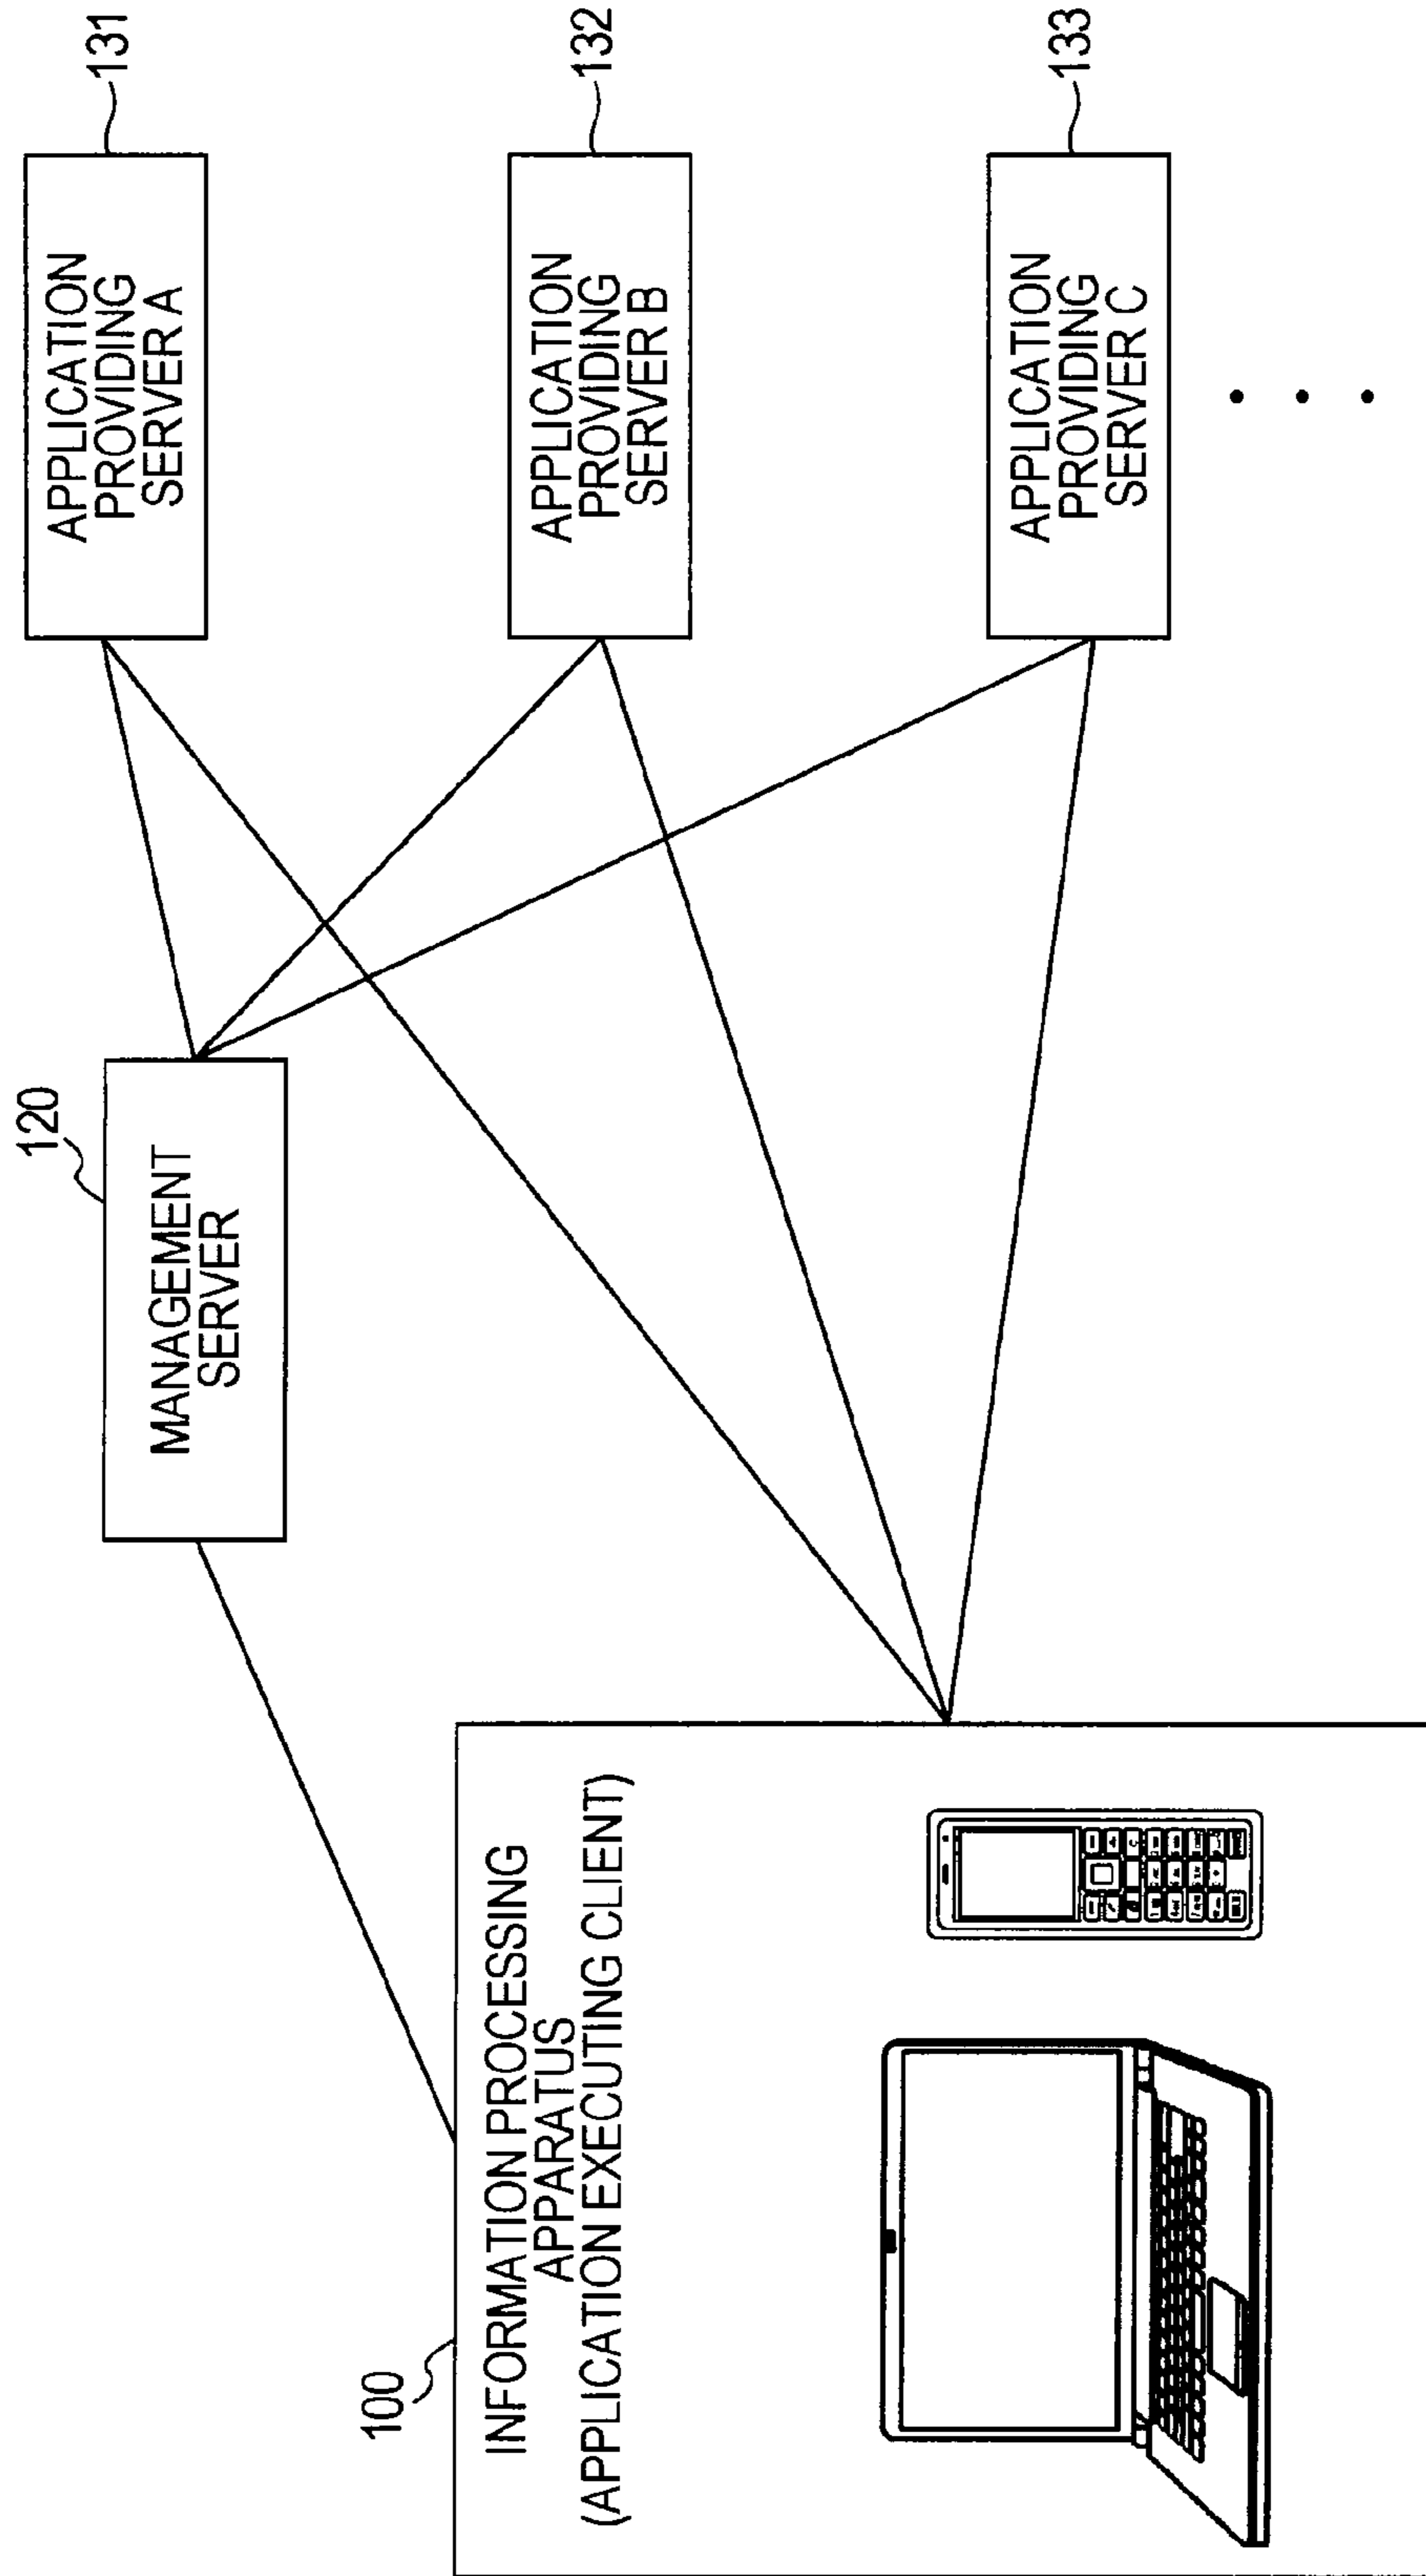 100
INFORMATION PROCESSING
APPARATUS
(APPLICATION EXECUTING CLIENT)
120
MANAGEMENT
SERVER
APPLICATION
PROVIDING
SERVER A
131
APPLICATION
PROVIDING
SERVER B
132
APPLICATION
PROVIDING
SERVER C
133